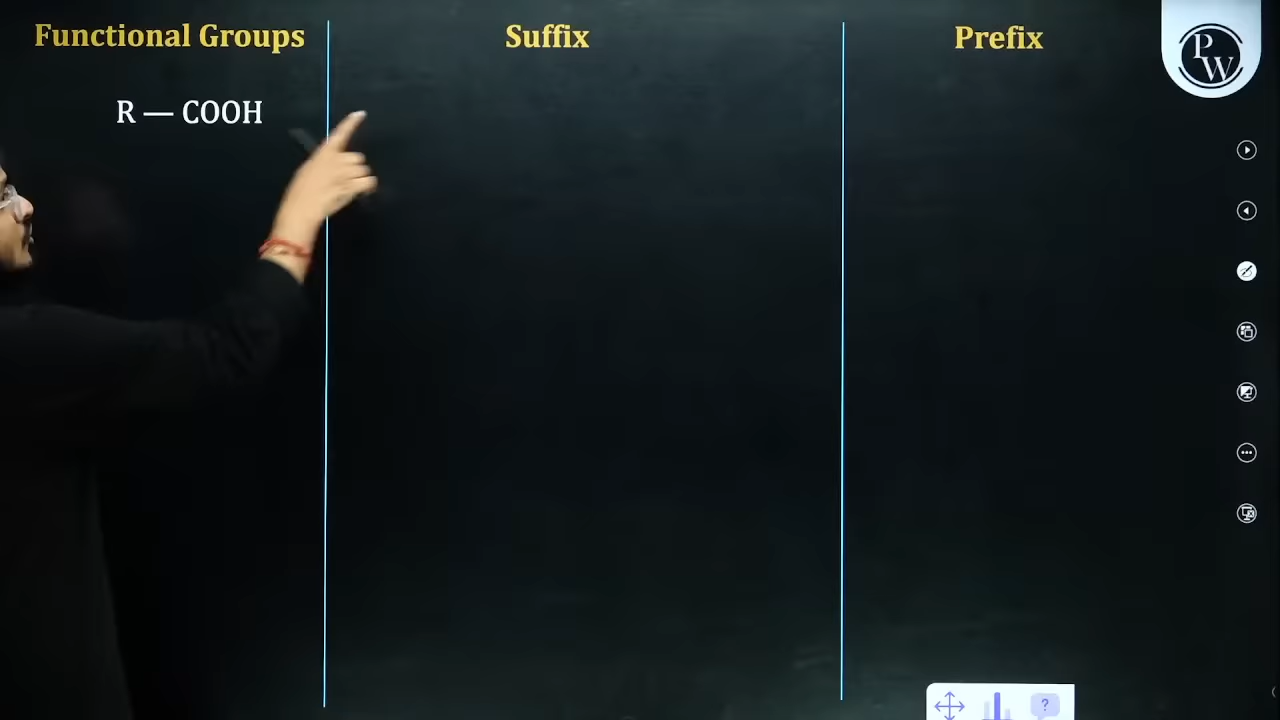 Functional Groups Suffix Prefix
R — COOH
PW
?